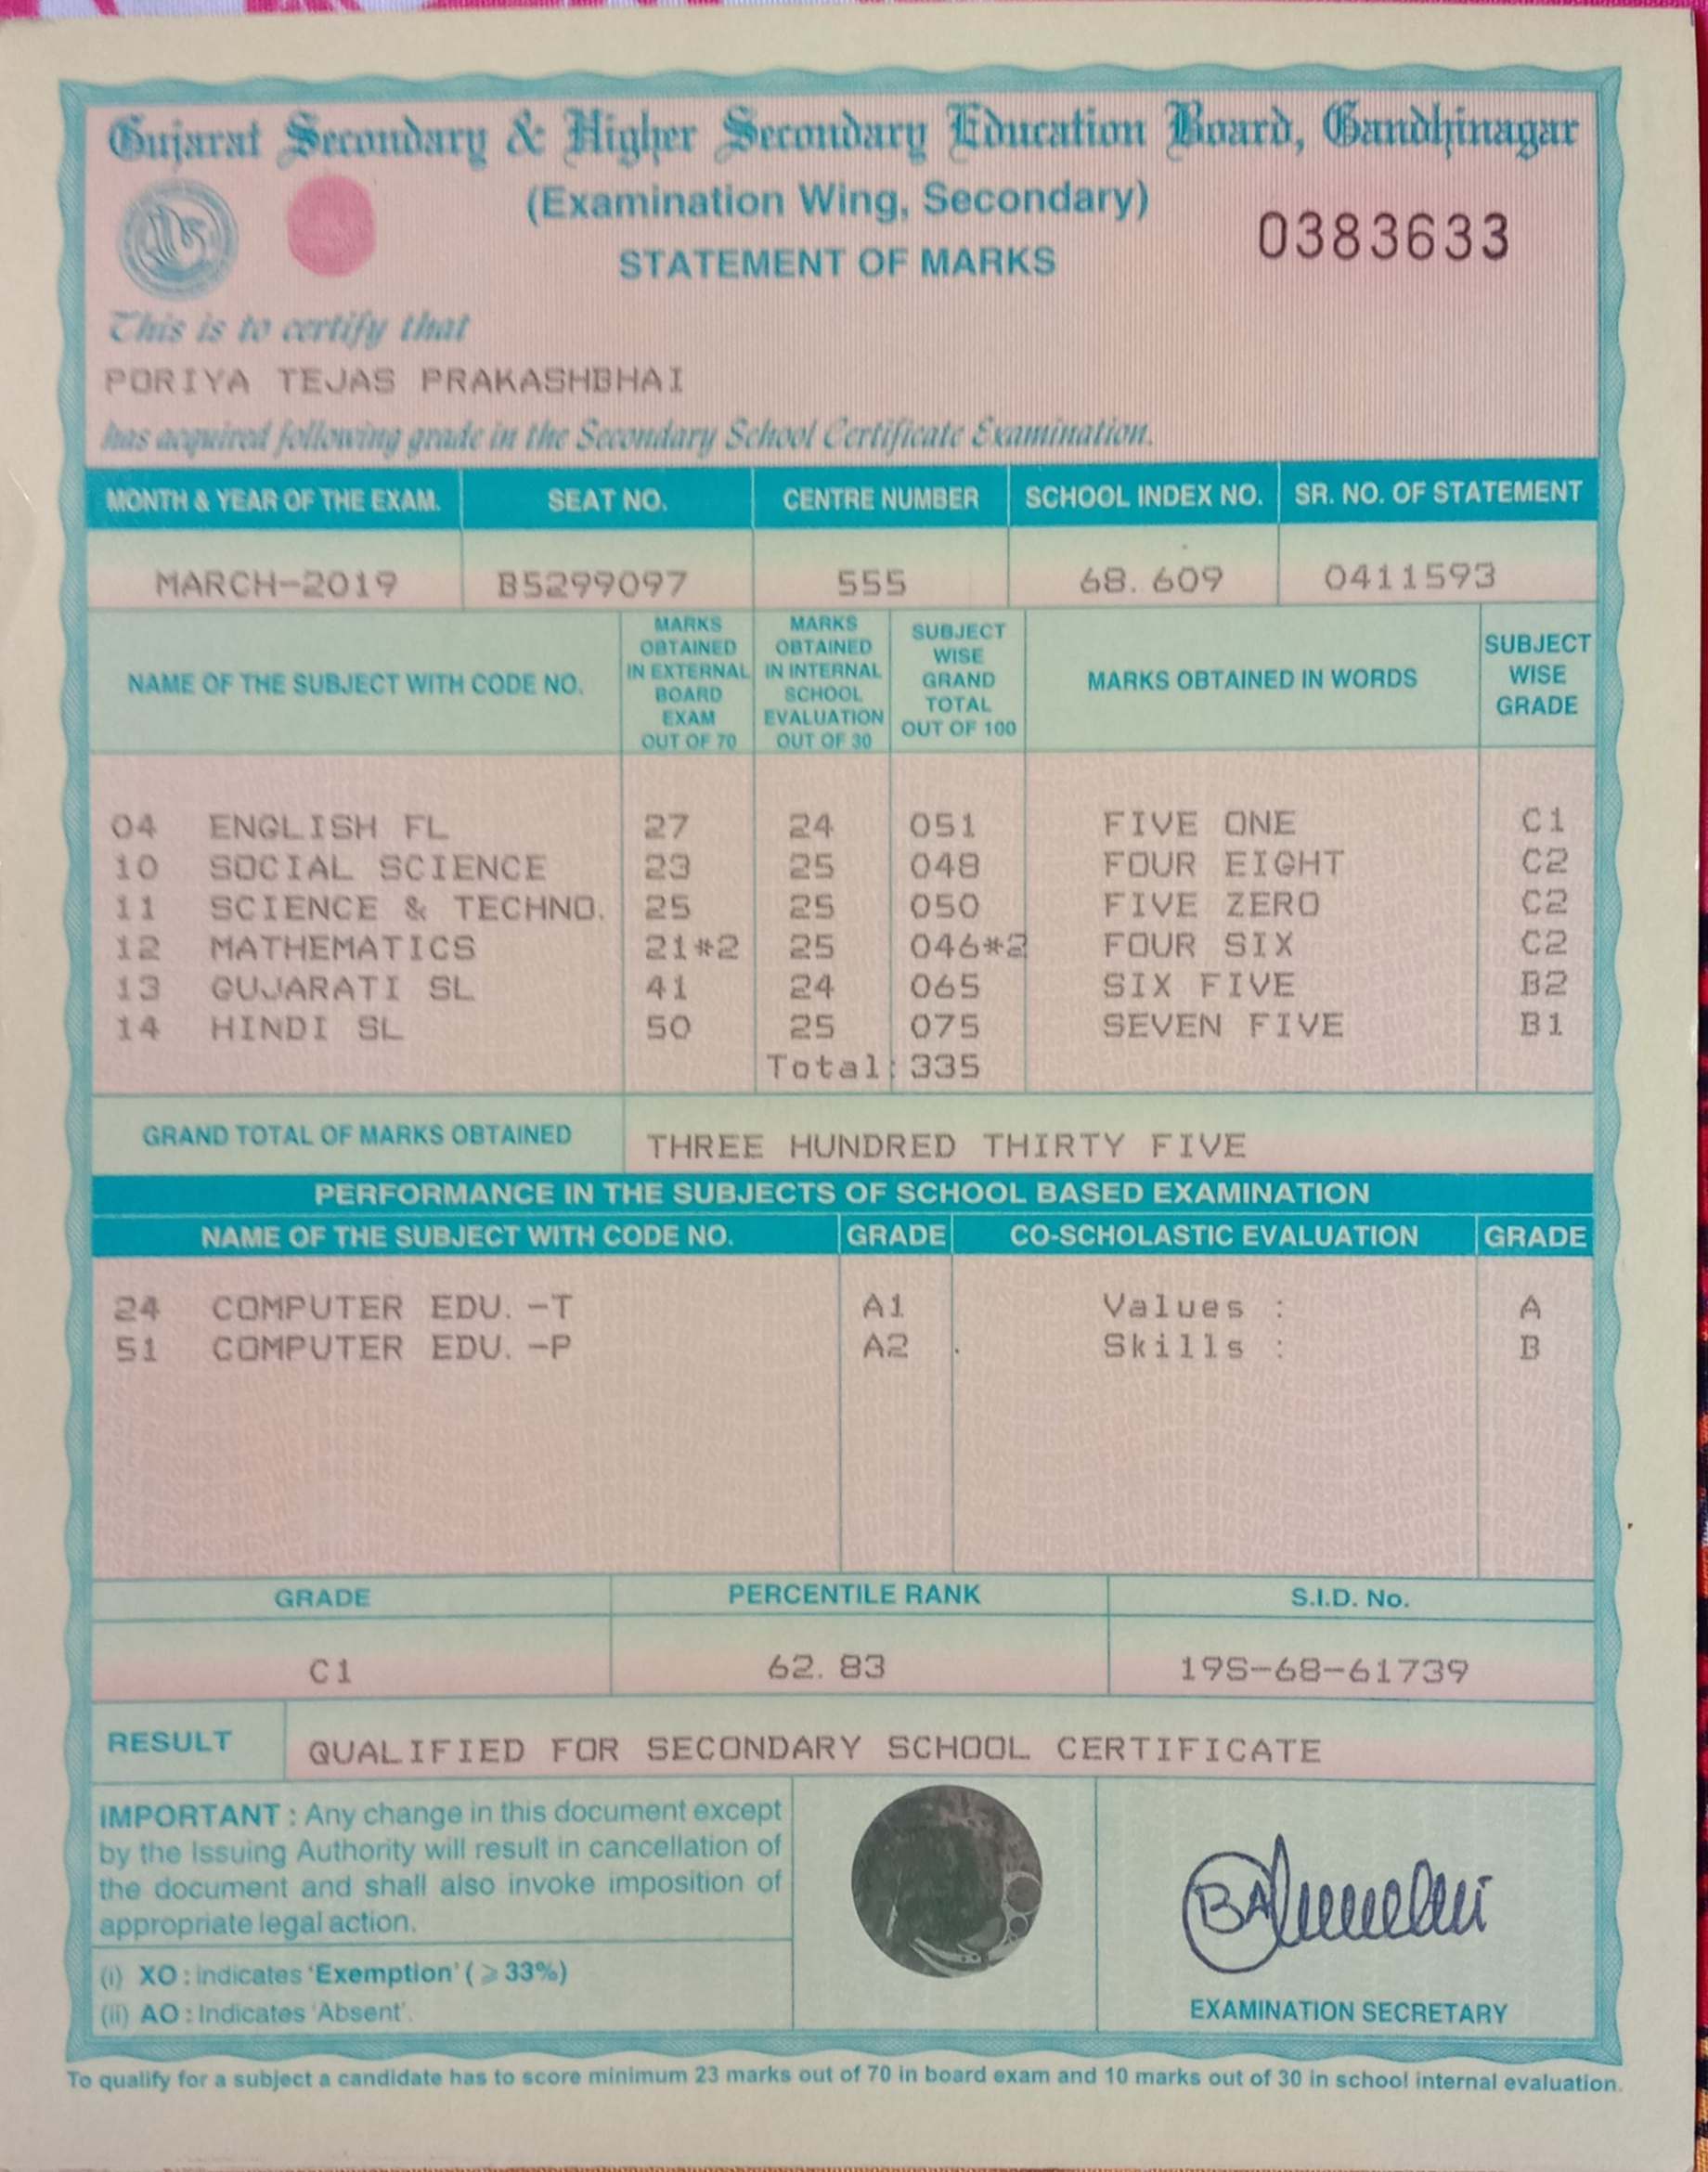 Gujarat Secondary & Higher Secondary Education Board, Gandhinagar
(Examination Wing, Secondary)
STATEMENT OF MARKS
0383633
This is to certify that
PORIYA TEJAS PRAKASHBHAI
has acquired following grade in the Secondary School Certificate Examination.
MONTH & YEAR OF THE EXAM. SEAT NO. CENTRE NUMBER SCHOOL INDEX NO. SR. NO. OF STATEMENT
MARCH-2019 B5299097 555 68.609 0411593
NAME OF THE SUBJECT WITH CODE NO.
MARKS
OBTAINED
IN EXTERNAL
BOARD
EXAM
OUT OF 70
MARKS
OBTAINED
IN INTERNAL
SCHOOL
EVALUATION
OUT OF 30
SUBJECT
WISE
GRAND
TOTAL
OUT OF 100
MARKS OBTAINED IN WORDS
SUBJECT
WISE
GRADE
04 ENGLISH FL 27 24 051 FIVE ONE C1
10 SOCIAL SCIENCE 23 25 048 FOUR EIGHT C2
11 SCIENCE & TECHNO. 25 25 050 FIVE ZERO C2
12 MATHEMATICS 21*2 25 046*2 FOUR SIX C2
13 GUJARATI SL 41 24 065 SIX FIVE B2
14 HINDI SL 50 25 075 SEVEN FIVE B1
Total: 335
GRAND TOTAL OF MARKS OBTAINED THREE HUNDRED THIRTY FIVE
PERFORMANCE IN THE SUBJECTS OF SCHOOL BASED EXAMINATION
NAME OF THE SUBJECT WITH CODE NO. GRADE CO-SCHOLASTIC EVALUATION GRADE
24 COMPUTER EDU.-T A1 Values : A
51 COMPUTER EDU.-P A2 Skills : B
GRADE PERCENTILE RANK S.I.D. No.
C1 62.83 19S-68-61739
RESULT QUALIFIED FOR SECONDARY SCHOOL CERTIFICATE
IMPORTANT : Any change in this document except
by the Issuing Authority will result in cancellation of
the document and shall also invoke imposition of
appropriate legal action.
(i) XO : indicates 'Exemption' (⩾33%)
(ii) AO : Indicates 'Absent'.
EXAMINATION SECRETARY
To qualify for a subject a candidate has to score minimum 23 marks out of 70 in board exam and 10 marks out of 30 in school internal evaluation.